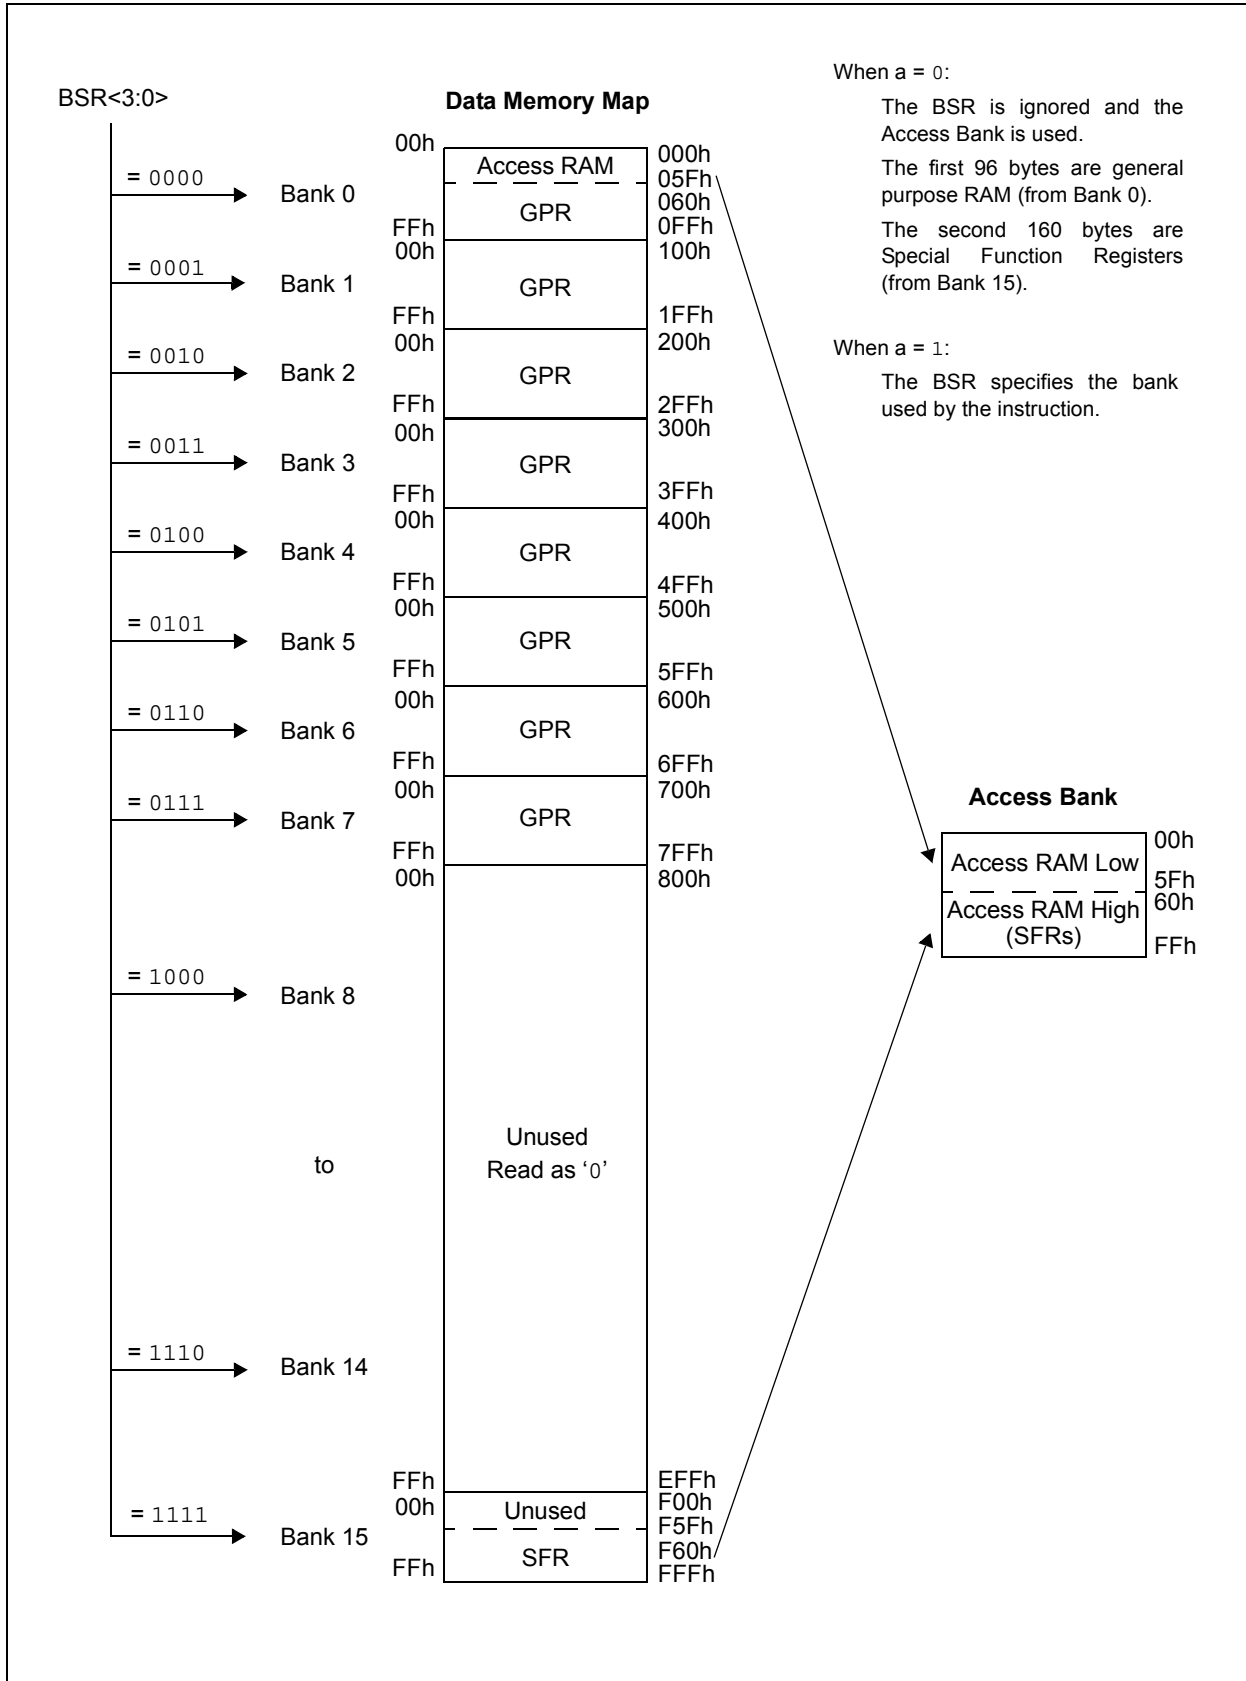 BSR<3:0>
Data Memory Map
When a = 0:
The BSR is ignored and the
Access Bank is used.
The first 96 bytes are general
purpose RAM (from Bank 0).
The second 160 bytes are
Special Function Registers
(from Bank 15).
When a = 1:
The BSR specifies the bank
used by the instruction.
= 0000
Bank 0
00h
Access RAM
000h
05Fh
GPR
060h
FFh
0FFh
= 0001
Bank 1
00h
GPR
100h
FFh
1FFh
= 0010
Bank 2
00h
GPR
200h
FFh
2FFh
= 0011
Bank 3
00h
GPR
300h
FFh
3FFh
= 0100
Bank 4
00h
GPR
400h
FFh
4FFh
= 0101
Bank 5
00h
GPR
500h
FFh
5FFh
= 0110
Bank 6
00h
GPR
600h
FFh
6FFh
= 0111
Bank 7
00h
GPR
700h
FFh
7FFh
00h
800h
= 1000
Bank 8
to
Unused
Read as ‘0’
= 1110
Bank 14
FFh
EFFh
= 1111
Bank 15
00h
Unused
F00h
F5Fh
SFR
F60h
FFh
FFFh
Access Bank
Access RAM Low
00h
5Fh
Access RAM High
(SFRs)
60h
FFh